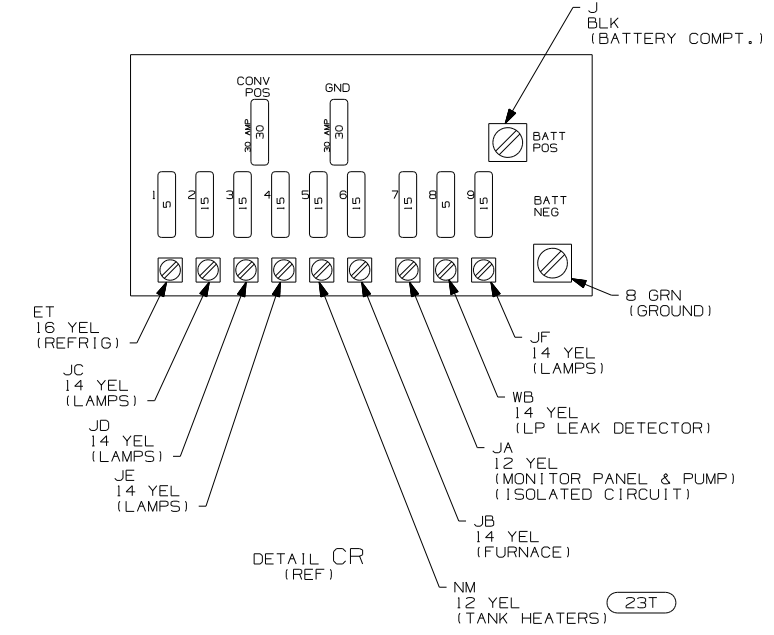 J
BLK
(BATTERY COMPT.)
CONV
POS
GND
30 AMP
30
30 AMP
30
BATT
POS
1
5
2
15
3
15
4
15
5
15
6
15
7
15
8
5
9
15
BATT
NEG
8 GRN
(GROUND)
ET
16 YEL
(REFRIG)
JF
14 YEL
(LAMPS)
JC
14 YEL
(LAMPS)
WB
14 YEL
(LP LEAK DETECTOR)
JD
14 YEL
(LAMPS)
JA
12 YEL
(MONITOR PANEL & PUMP)
(ISOLATED CIRCUIT)
JE
14 YEL
(LAMPS)
JB
14 YEL
(FURNACE)
DETAIL CR
(REF)
NM
12 YEL
(TANK HEATERS)
23T